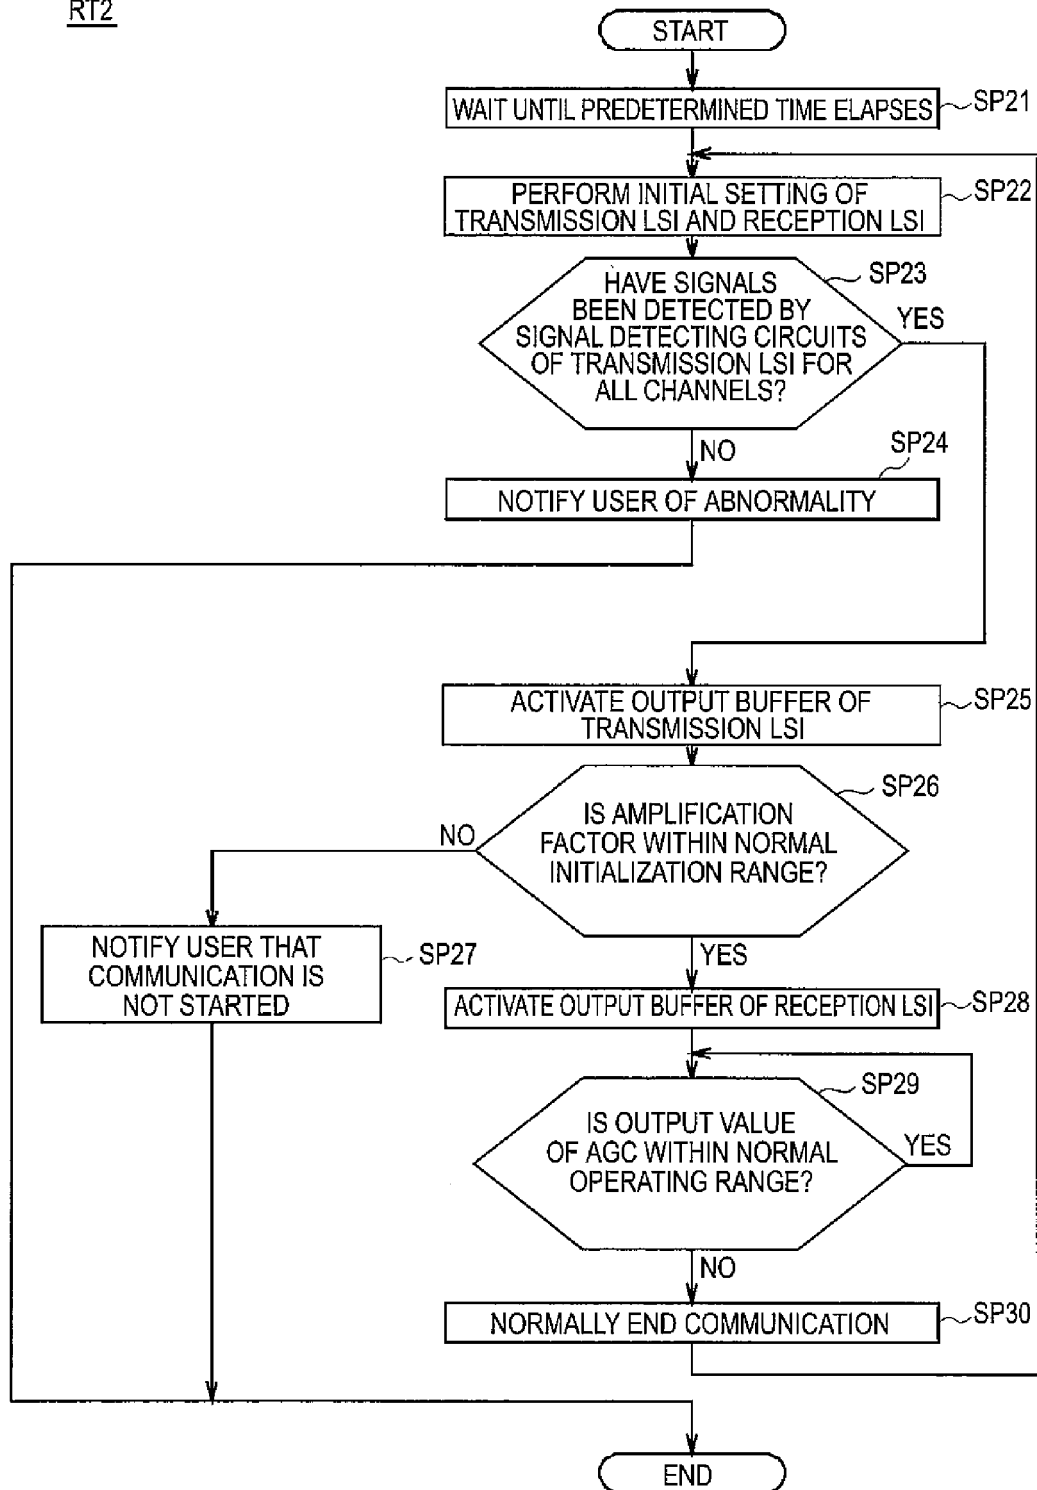 RT2
START
WAIT UNTIL PREDETERMINED TIME ELAPSES
SP21
PERFORM INITIAL SETTING OF
TRANSMISSION LSI AND RECEPTION LSI
SP22
HAVE SIGNALS
BEEN DETECTED BY
SIGNAL DETECTING CIRCUITS
OF TRANSMISSION LSI FOR
ALL CHANNELS?
SP23
YES
NO
SP24
NOTIFY USER OF ABNORMALITY
ACTIVATE OUTPUT BUFFER OF
TRANSMISSION LSI
SP25
IS AMPLIFICATION
FACTOR WITHIN NORMAL
INITIALIZATION RANGE?
SP26
NO
YES
NOTIFY USER THAT
COMMUNICATION IS
NOT STARTED
SP27
ACTIVATE OUTPUT BUFFER OF RECEPTION LSI
SP28
IS OUTPUT VALUE
OF AGC WITHIN NORMAL
OPERATING RANGE?
SP29
YES
NO
NORMALLY END COMMUNICATION
SP30
END